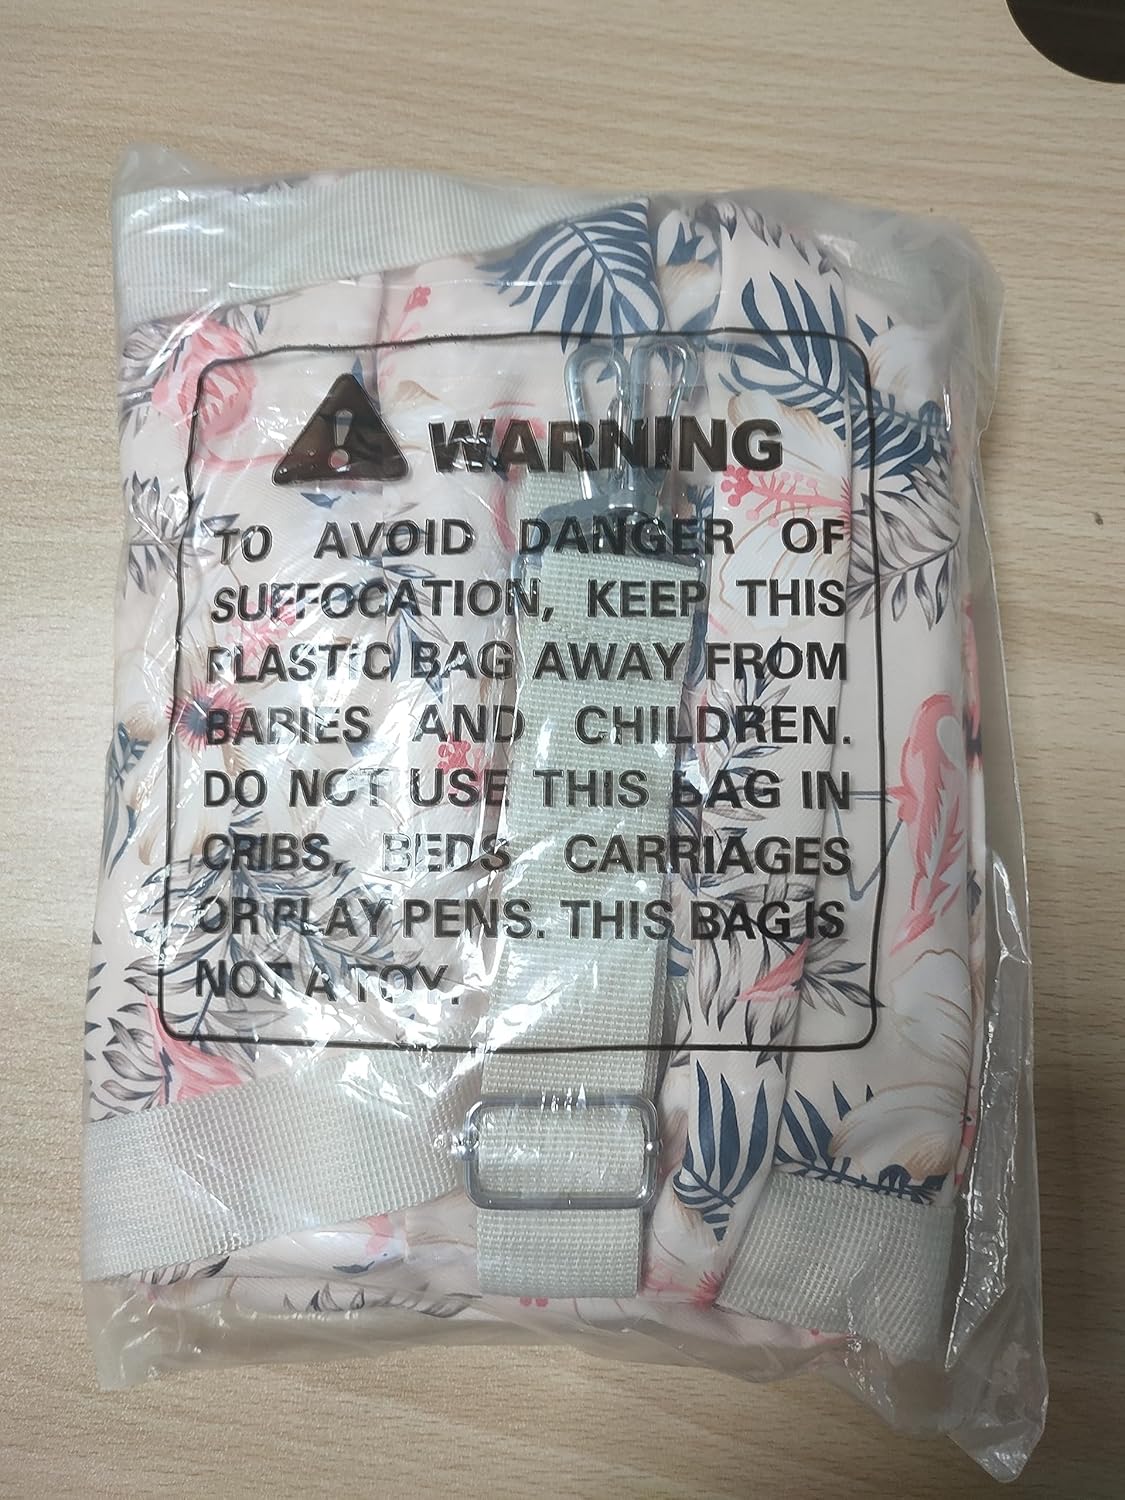 WARNING
TO AVOID DANGER OF
SUFFOCATION, KEEP THIS
PLASTIC BAG AWAY FROM
BABIES AND CHILDREN.
DO NOT USE THIS BAG IN
CRIBS, BEDS CARRIAGES
OR PLAY PENS. THIS BAG IS
NOT A TOY.